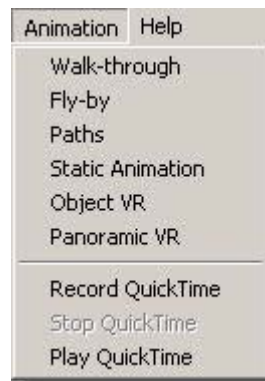 Animation Help
Walk-through
Fly-by
Paths
Static Animation
Object VR
Panoramic VR
Record QuickTime
Stop QuickTime
Play QuickTime